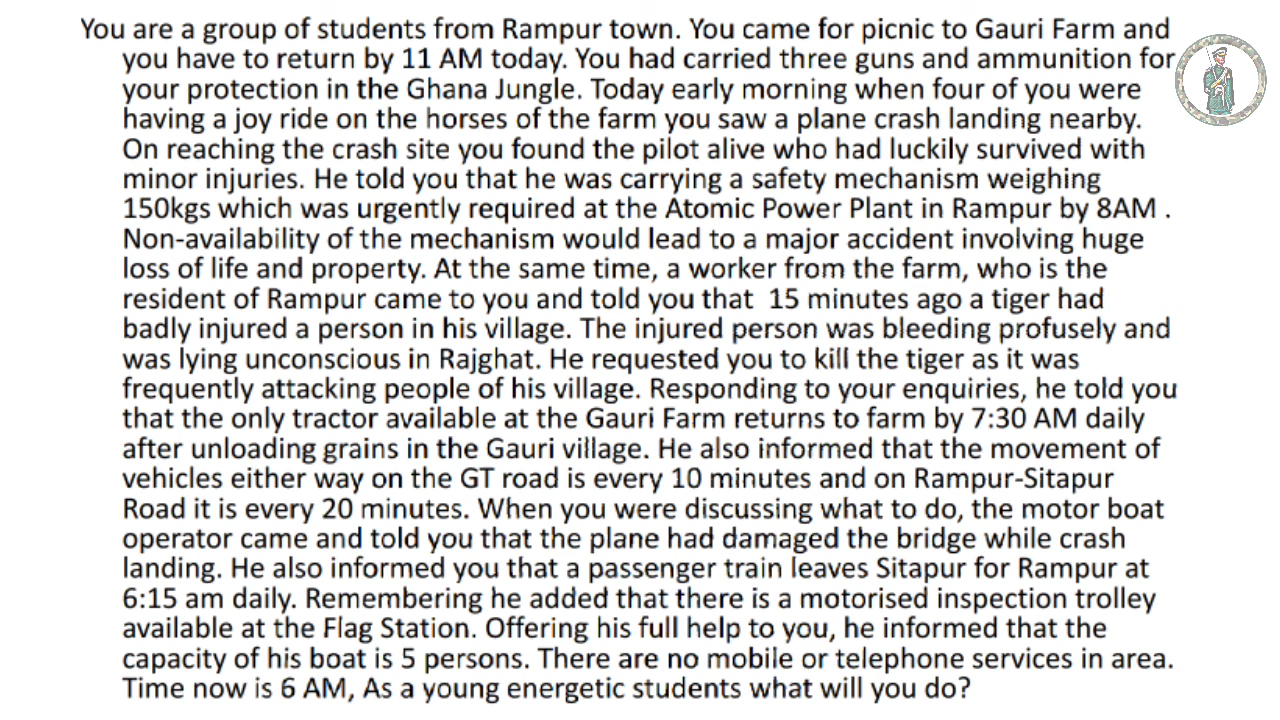 You are a group of students from Rampur town. You came for picnic to Gauri Farm and
you have to return by 11 AM today. You had carried three guns and ammunition for
your protection in the Ghana Jungle. Today early morning when four of you were
having a joy ride on the horses of the farm you saw a plane crash landing nearby.
On reaching the crash site you found the pilot alive who had luckily survived with
minor injuries. He told you that he was carrying a safety mechanism weighing
150kgs which was urgently required at the Atomic Power Plant in Rampur by 8AM .
Non-availability of the mechanism would lead to a major accident involving huge
loss of life and property. At the same time, a worker from the farm, who is the
resident of Rampur came to you and told you that 15 minutes ago a tiger had
badly injured a person in his village. The injured person was bleeding profusely and
was lying unconscious in Rajghat. He requested you to kill the tiger as it was
frequently attacking people of his village. Responding to your enquiries, he told you
that the only tractor available at the Gauri Farm returns to farm by 7:30 AM daily
after unloading grains in the Gauri village. He also informed that the movement of
vehicles either way on the GT road is every 10 minutes and on Rampur-Sitapur
Road it is every 20 minutes. When you were discussing what to do, the motor boat
operator came and told you that the plane had damaged the bridge while crash
landing. He also informed you that a passenger train leaves Sitapur for Rampur at
6:15 am daily. Remembering he added that there is a motorised inspection trolley
available at the Flag Station. Offering his full help to you, he informed that the
capacity of his boat is 5 persons. There are no mobile or telephone services in area.
Time now is 6 AM, As a young energetic students what will you do?